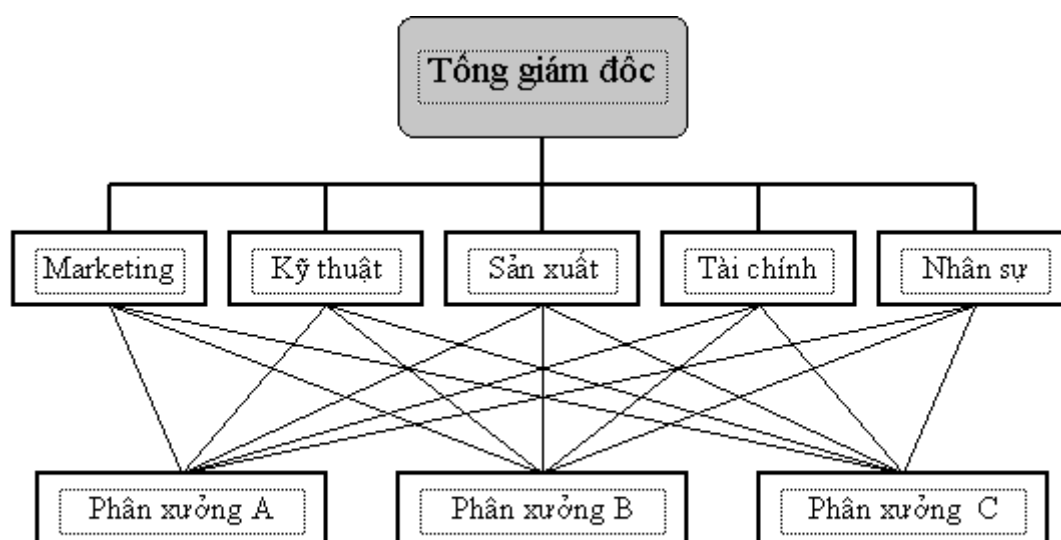 Tổng giám đốc
Marketing
Kỹ thuật
Sản xuất
Tài chính
Nhân sự
Phân xưởng A
Phân xưởng B
Phân xưởng C